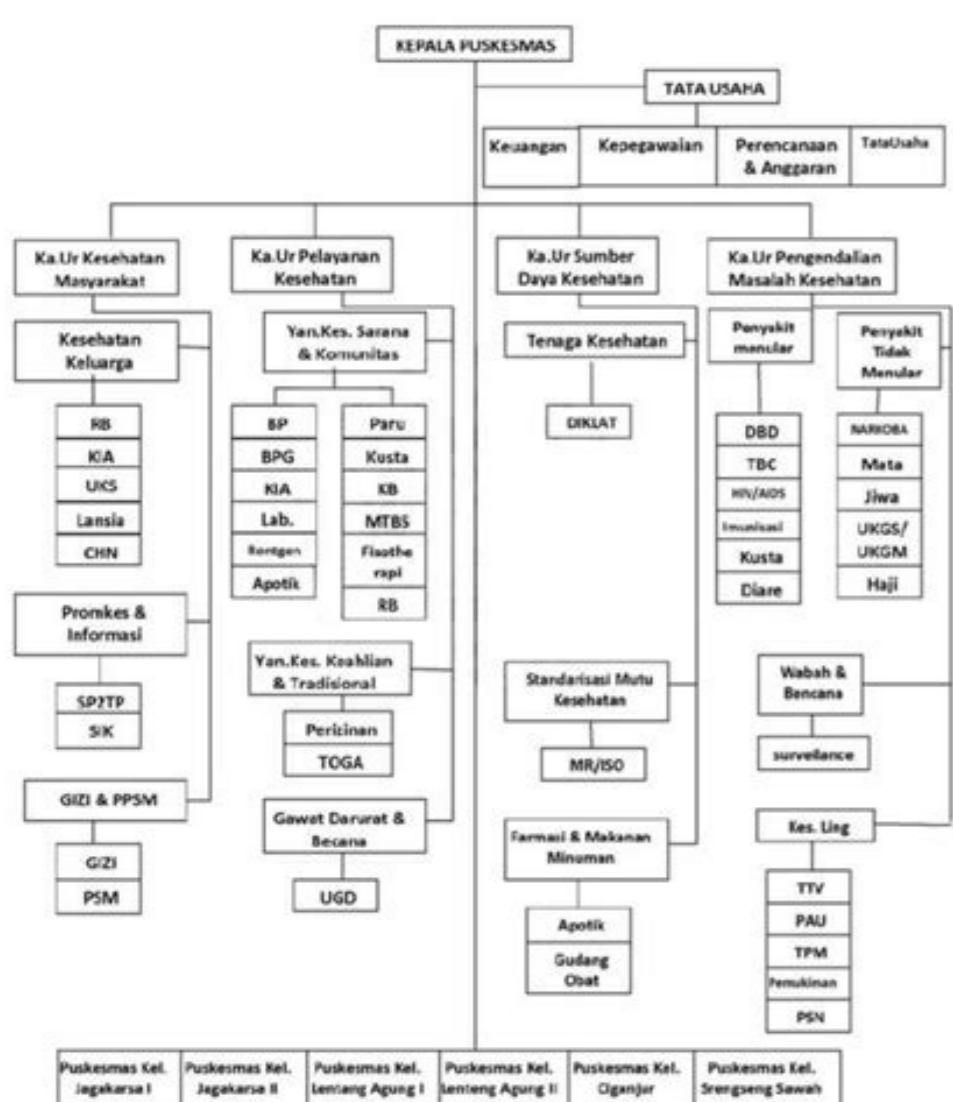 KEPALA PUSKESMAS
TATA USAHA
Keuangan
Kepegawaian
Perencanaan
& Anggaran
TataUsaha
Ka.Ur Kesehatan
Masyarakat
Ka.Ur Pelayanan
Kesehatan
Ka.Ur Sumber
Daya Kesehatan
Ka.Ur Pengendalian
Masalah Kesehatan
Kesehatan
Keluarga
RB
KIA
UKS
Lansia
CHN
Promkes &
Informasi
SP2TP
SIK
GIZI & PPSM
GIZI
PSM
Yan.Kes. Sarana
& Komunitas
BP
BPG
KIA
Lab.
Rontgen
Apotik
Paru
Kusta
KB
MTBS
Fisothe
rapi
RB
Yan.Kes. Keahlian
& Tradisional
Perizinan
TOGA
Gawat Darurat &
Becana
UGD
Tenaga Kesehatan
DIKLAT
Standarisasi Mutu
Kesehatan
MR/ISO
Farmasi & Makanan
Minuman
Apotik
Gudang
Obat
Penyakit
menular
DBD
TBC
HIV/AIDS
Imunisasi
Kusta
Diare
Penyakit
Tidak
Menular
NARKOBA
Mata
Jiwa
UKGS/
UKGM
Haji
Wabah &
Bencana
surveilance
Kes. Ling
TTV
PAU
TPM
Pemukiman
PSN
Puskesmas Kel.
Jagakarsa I
Puskesmas Kel.
Jagakarsa II
Puskesmas Kel.
Lentang Agung I
Puskesmas Kel.
Lenteng Agung II
Puskesmas Kel.
Ciganjur
Puskesmas Kel.
Srengseng Sawah